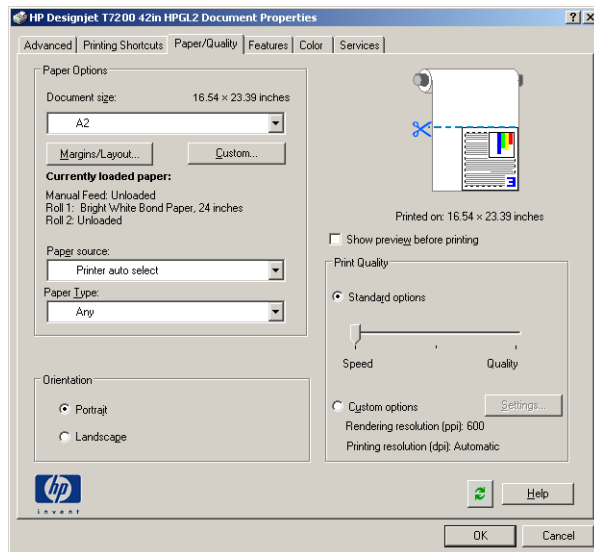 HP Designjet T7200 42in HPGL2 Document Properties
Advanced Printing Shortcuts Paper/Quality Features Color Services
Paper Options
Document size: 16.54 × 23.39 inches
A2
Margins/Layout... Custom...
Currently loaded paper:
Manual Feed: Unloaded
Roll 1: Bright White Bond Paper, 24 inches
Roll 2: Unloaded
Paper source:
Printer auto select
Paper Type:
Any
Orientation
Portrait
Landscape
3
Printed on: 16.54 × 23.39 inches
Show preview before printing
Print Quality
Standard options
Speed Quality
Custom options Settings...
Rendering resolution (ppi): 600
Printing resolution (dpi): Automatic
hp
invent
Help
OK Cancel